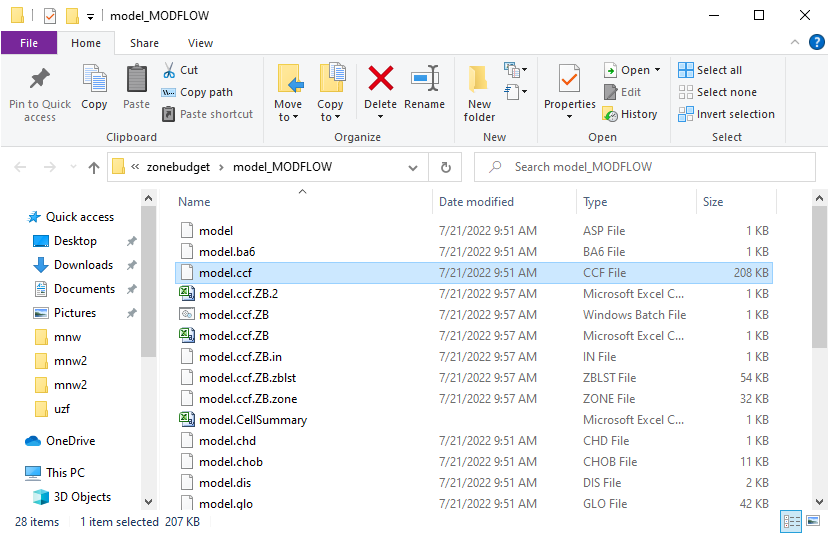 model_MODFLOW
File Home Share View
Pin to Quick access
Copy
Paste
Cut
Copy path
Paste shortcut
Clipboard
Move to
Copy to
Delete
Rename
Organize
New folder
New
Properties
Open
Edit
History
Open
Select all
Select none
Invert selection
Select
« zonebudget > model_MODFLOW
Search model_MODFLOW
Quick access
Desktop
Downloads
Documents
Pictures
mnw
mnw2
mnw2
uzf
OneDrive
This PC
3D Objects
Name Date modified Type Size
model 7/21/2022 9:51 AM ASP File 1 KB
model.ba6 7/21/2022 9:51 AM BA6 File 1 KB
model.ccf 7/21/2022 9:51 AM CCF File 208 KB
model.ccf.ZB.2 7/21/2022 9:57 AM Microsoft Excel C... 1 KB
model.ccf.ZB 7/21/2022 9:57 AM Windows Batch File 1 KB
model.ccf.ZB 7/21/2022 9:57 AM Microsoft Excel C... 1 KB
model.ccf.ZB.in 7/21/2022 9:57 AM IN File 1 KB
model.ccf.ZB.zblst 7/21/2022 9:57 AM ZBLST File 54 KB
model.ccf.ZB.zone 7/21/2022 9:57 AM ZONE File 32 KB
model.CellSummary Microsoft Excel C... 1 KB
model.chd 7/21/2022 9:51 AM CHD File 1 KB
model.chob 7/21/2022 9:51 AM CHOB File 11 KB
model.dis 7/21/2022 9:51 AM DIS File 2 KB
model.glo 7/21/2022 9:51 AM GLO File 42 KB
28 items 1 item selected 207 KB